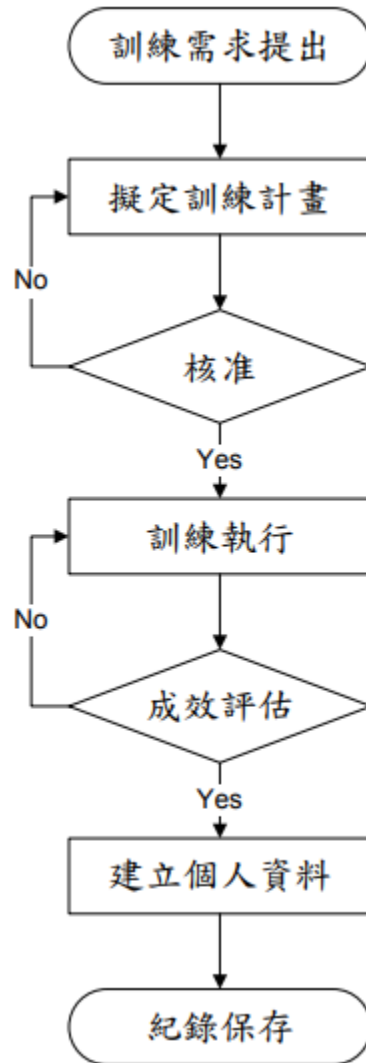 訓練需求提出
擬定訓練計畫
No
核准
Yes
訓練執行
No
成效評估
Yes
建立個人資料
紀錄保存